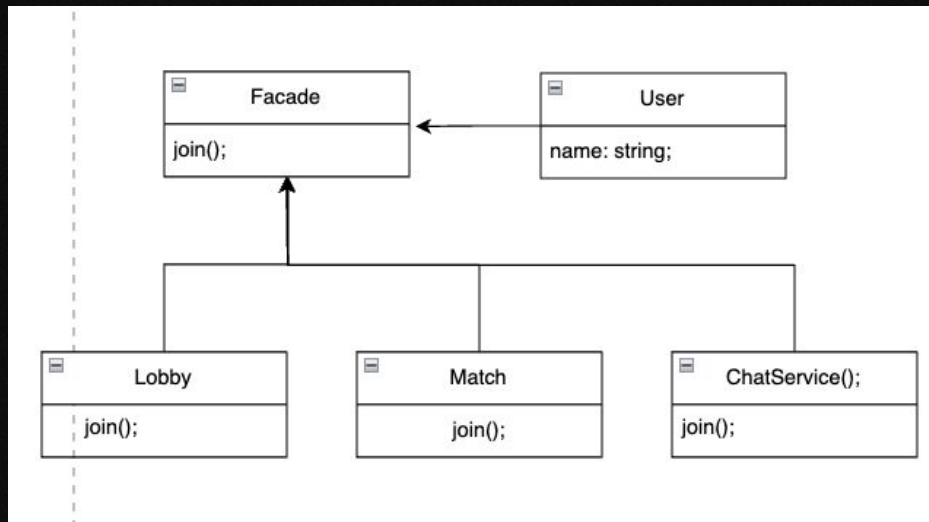 Facade
join();
User
name: string;
Lobby
join();
Match
join();
ChatService();
join();